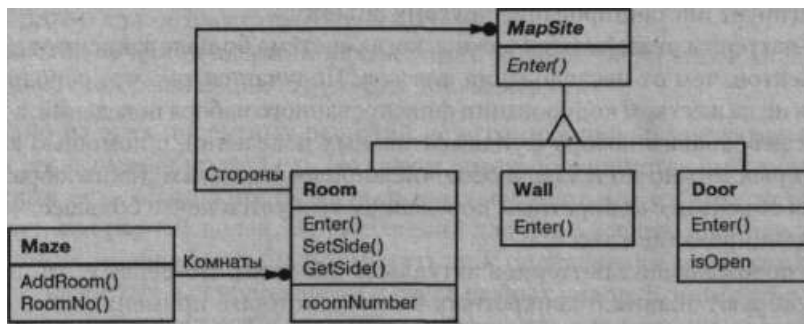 MapSite
Enter()
Стороны
Room
Enter()
SetSide()
GetSide()
roomNumber
Wall
Enter()
Door
Enter()
isOpen
Maze
AddRoom()
RoomNo()
Комнаты